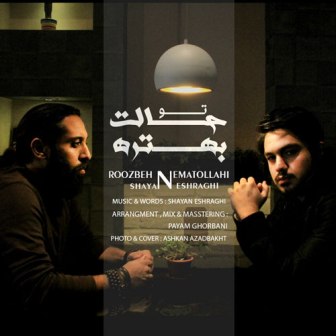 تو
حالت
بهتره
ROOZBEH NEMATOLLAHI
SHAYAN ESHRAGHI
MUSIC & WORDS : SHAYAN ESHRAGHI
ARRANGMENT , MIX & MASSTERING :
PAYAM GHORBANI
PHOTO & COVER : ASHKAN AZADBAKHT